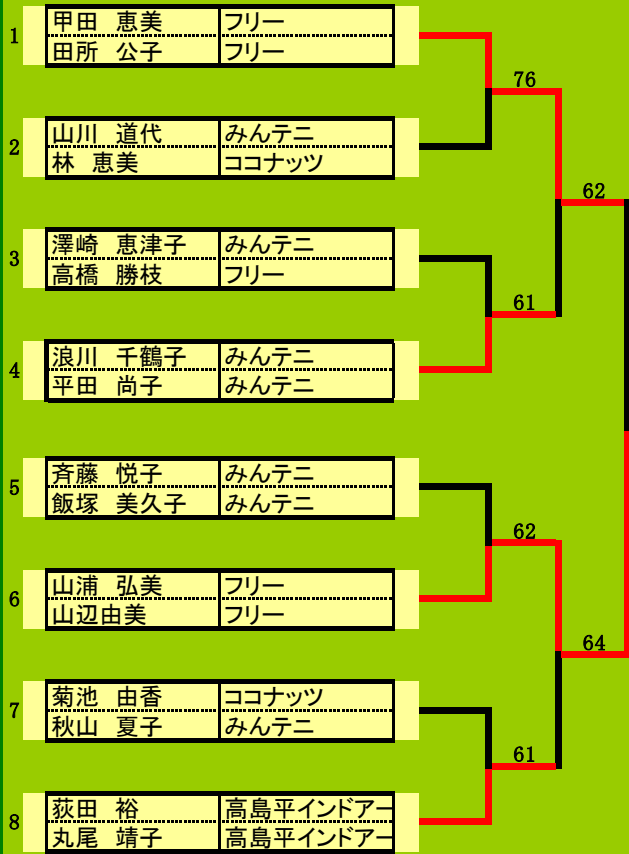 1 甲田 恵美 フリー
田所 公子 フリー
76
2 山川 道代 みんテニ
林 恵美 ココナッツ
62
3 澤崎 恵津子 みんテニ
高橋 勝枝 フリー
61
4 浪川 千鶴子 みんテニ
平田 尚子 みんテニ
5 斉藤 悦子 みんテニ
飯塚 美久子 みんテニ
62
6 山浦 弘美 フリー
山辺由美 フリー
64
7 菊池 由香 ココナッツ
秋山 夏子 みんテニ
61
8 荻田 裕 高島平インドアー
丸尾 靖子 高島平インドアー